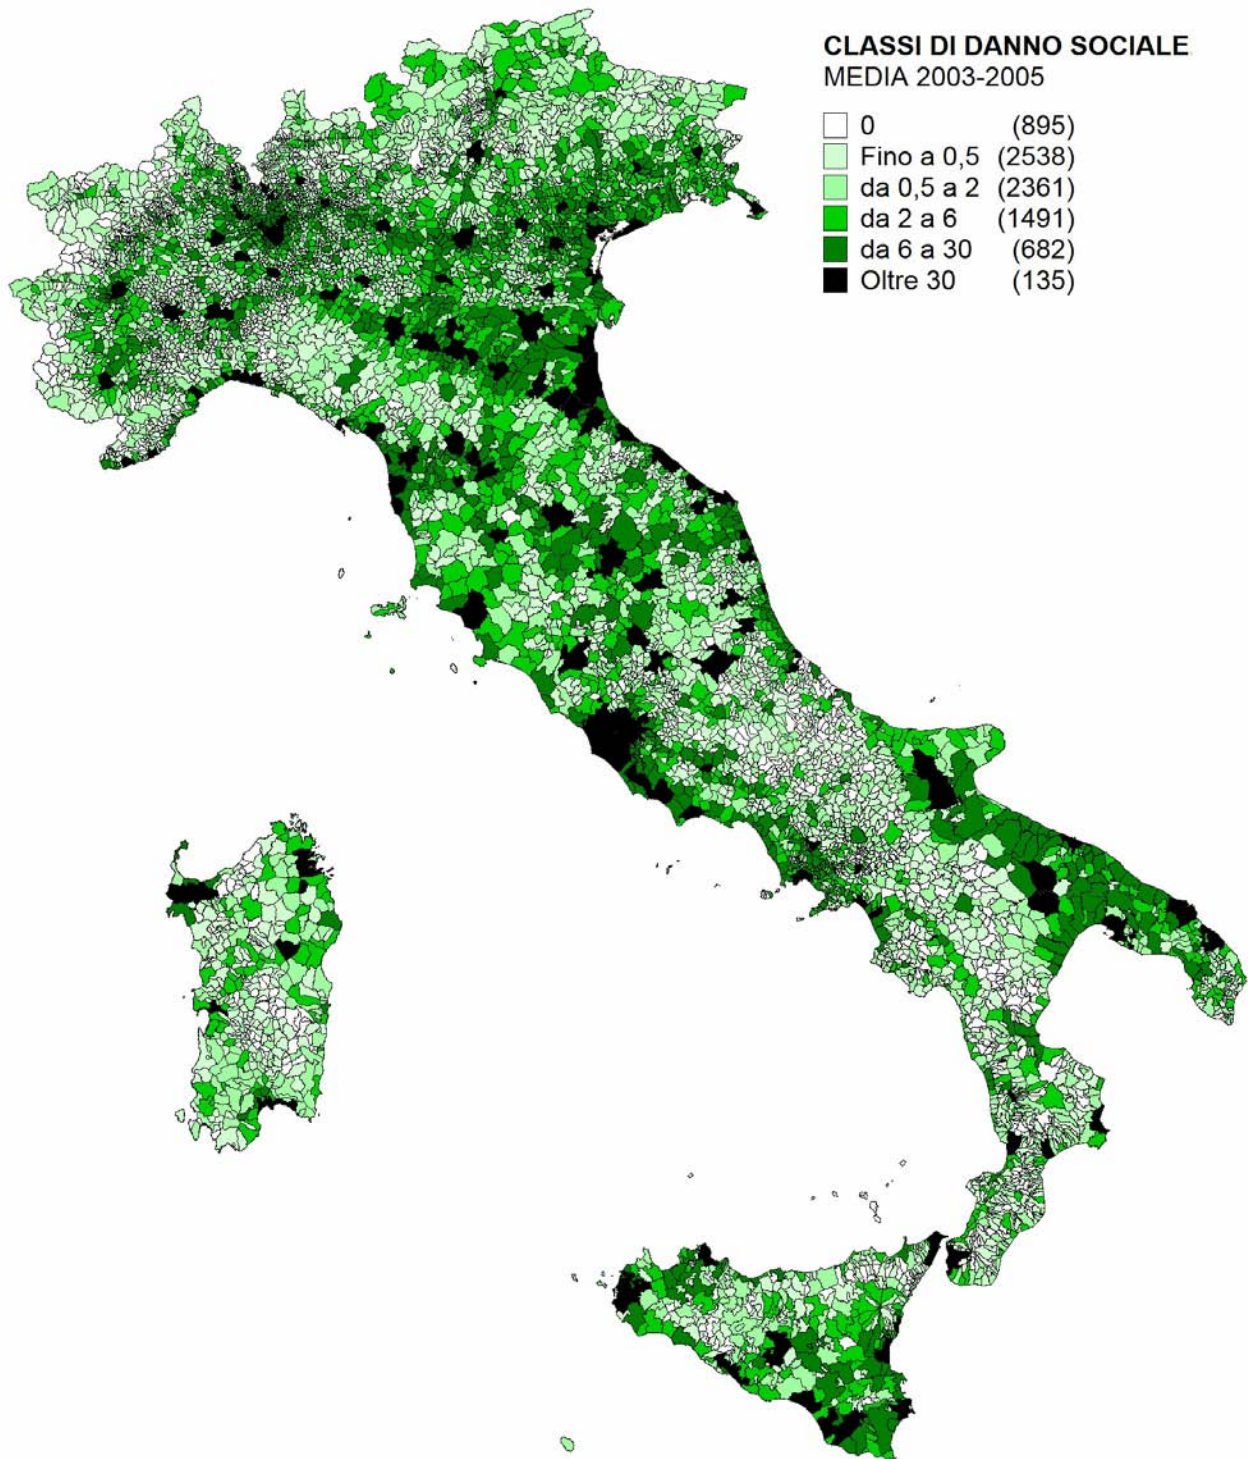 CLASSI DI DANNO SOCIALE
MEDIA 2003-2005
0 (895)
Fino a 0,5 (2538)
da 0,5 a 2 (2361)
da 2 a 6 (1491)
da 6 a 30 (682)
Oltre 30 (135)